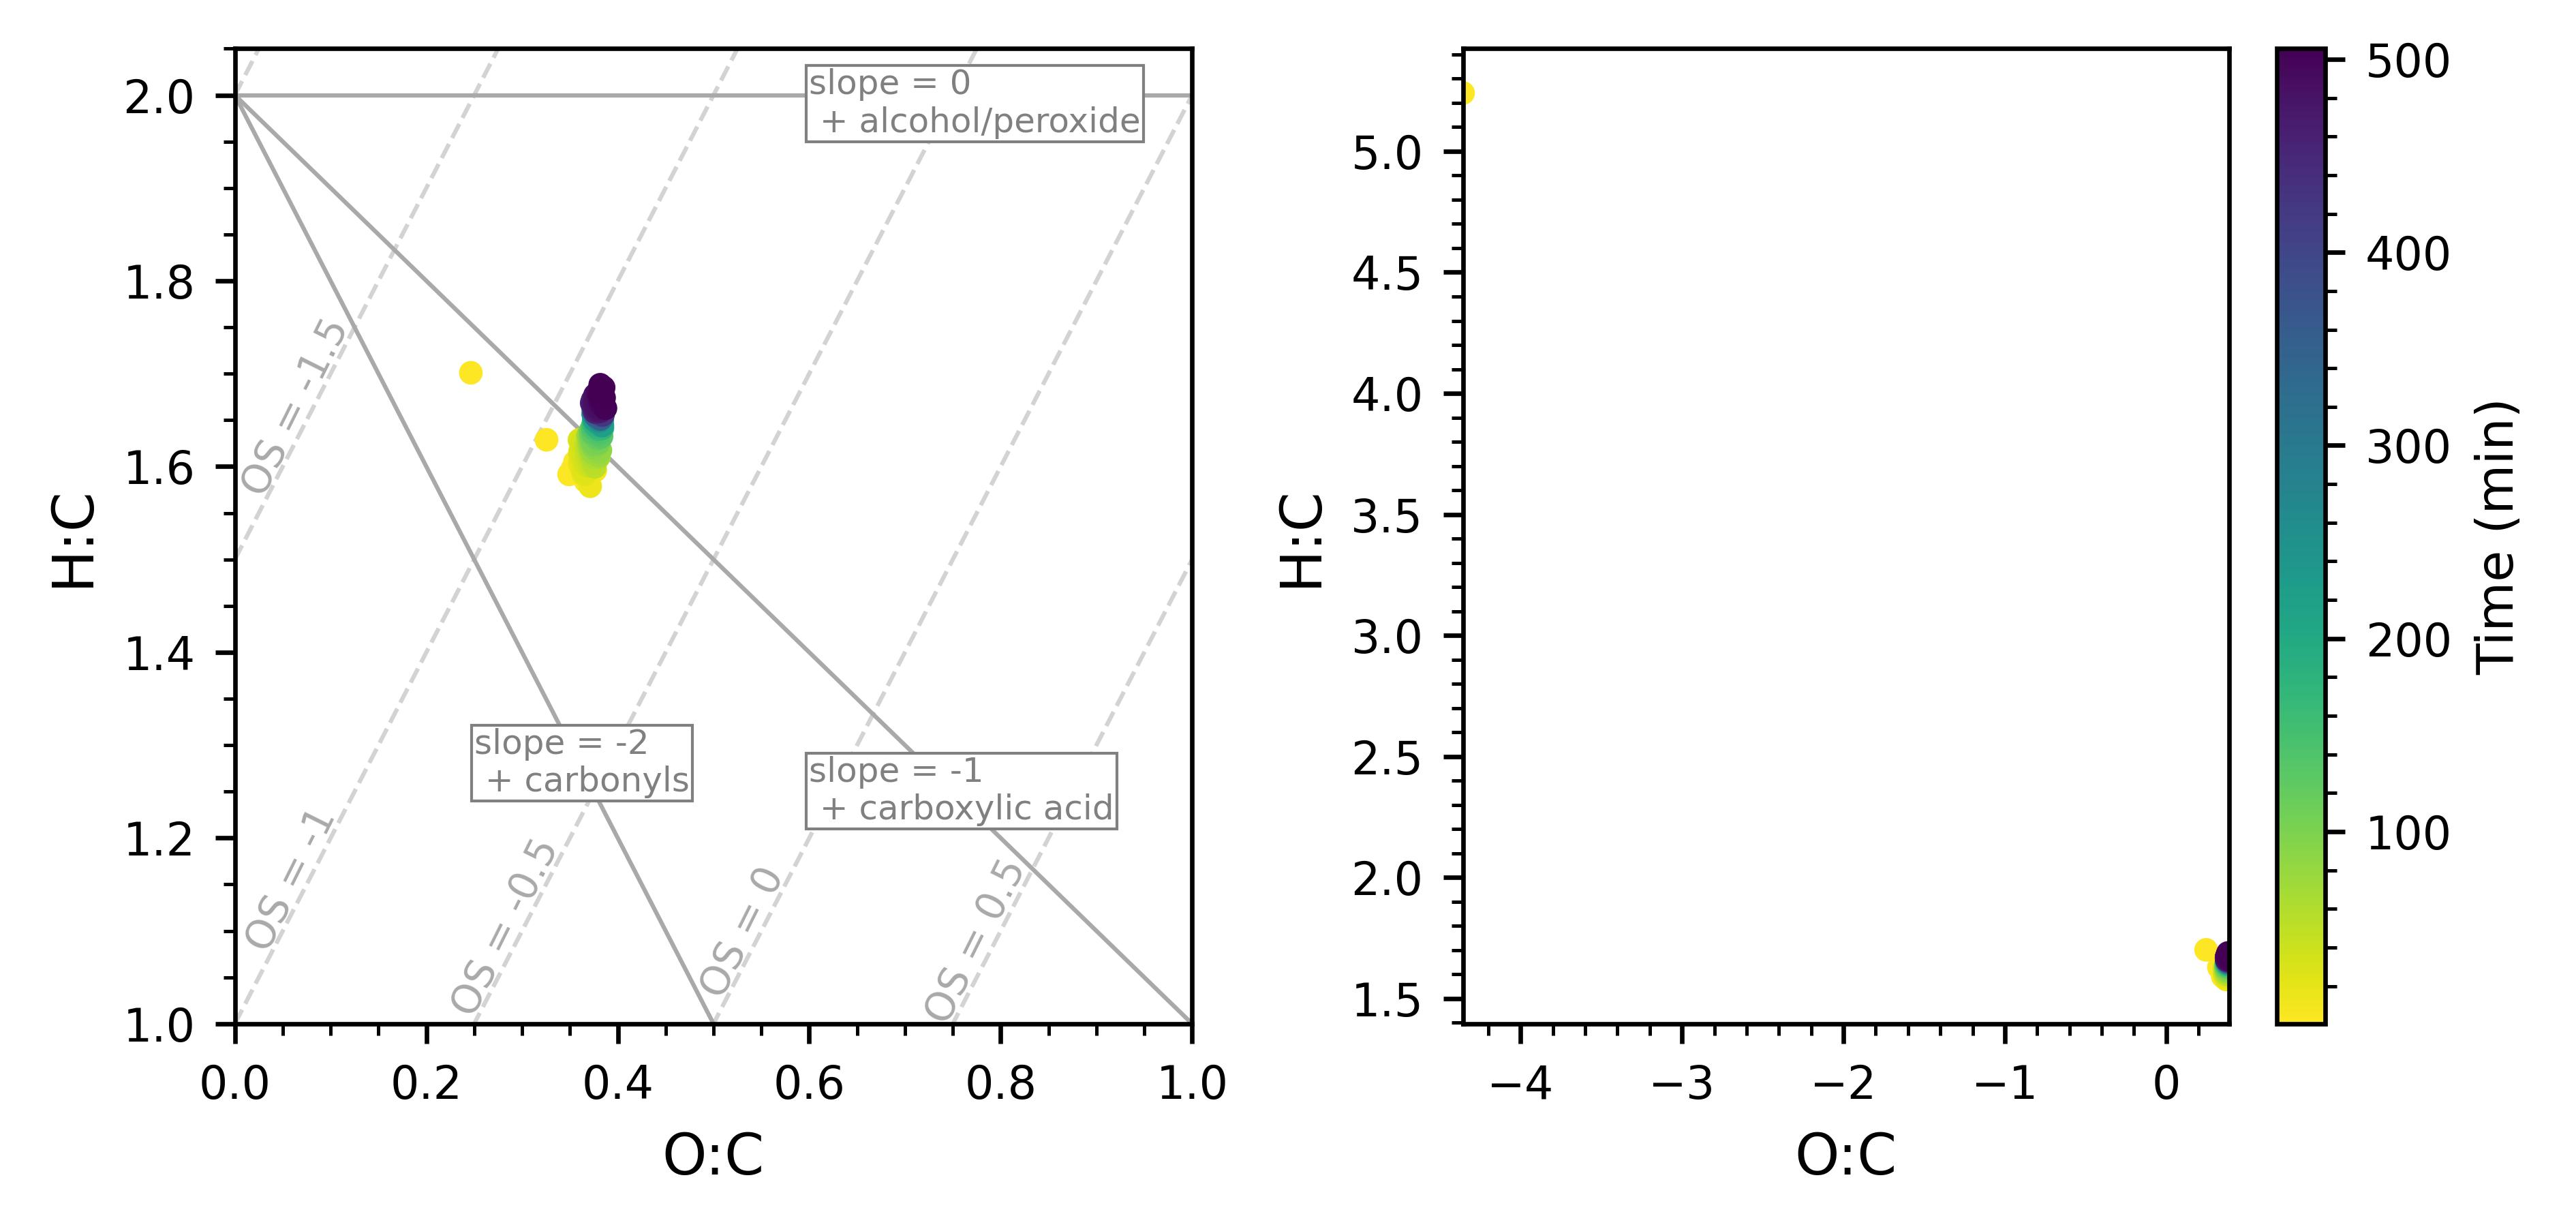 2.0
1.8
1.6
1.4
1.2
1.0
H:C
0.0
0.2
0.4
0.6
0.8
1.0
O:C
slope = 0
+ alcohol/peroxide
slope = -2
+ carbonyls
slope = -1
+ carboxylic acid
OS =-1.5
OS =-1
OS =-0.5
OS = 0
OS = 0.5
5.0
4.5
4.0
3.5
3.0
2.5
2.0
1.5
H:C
−4
−3
−2
−1
0
O:C
500
400
300
200
100
Time (min)